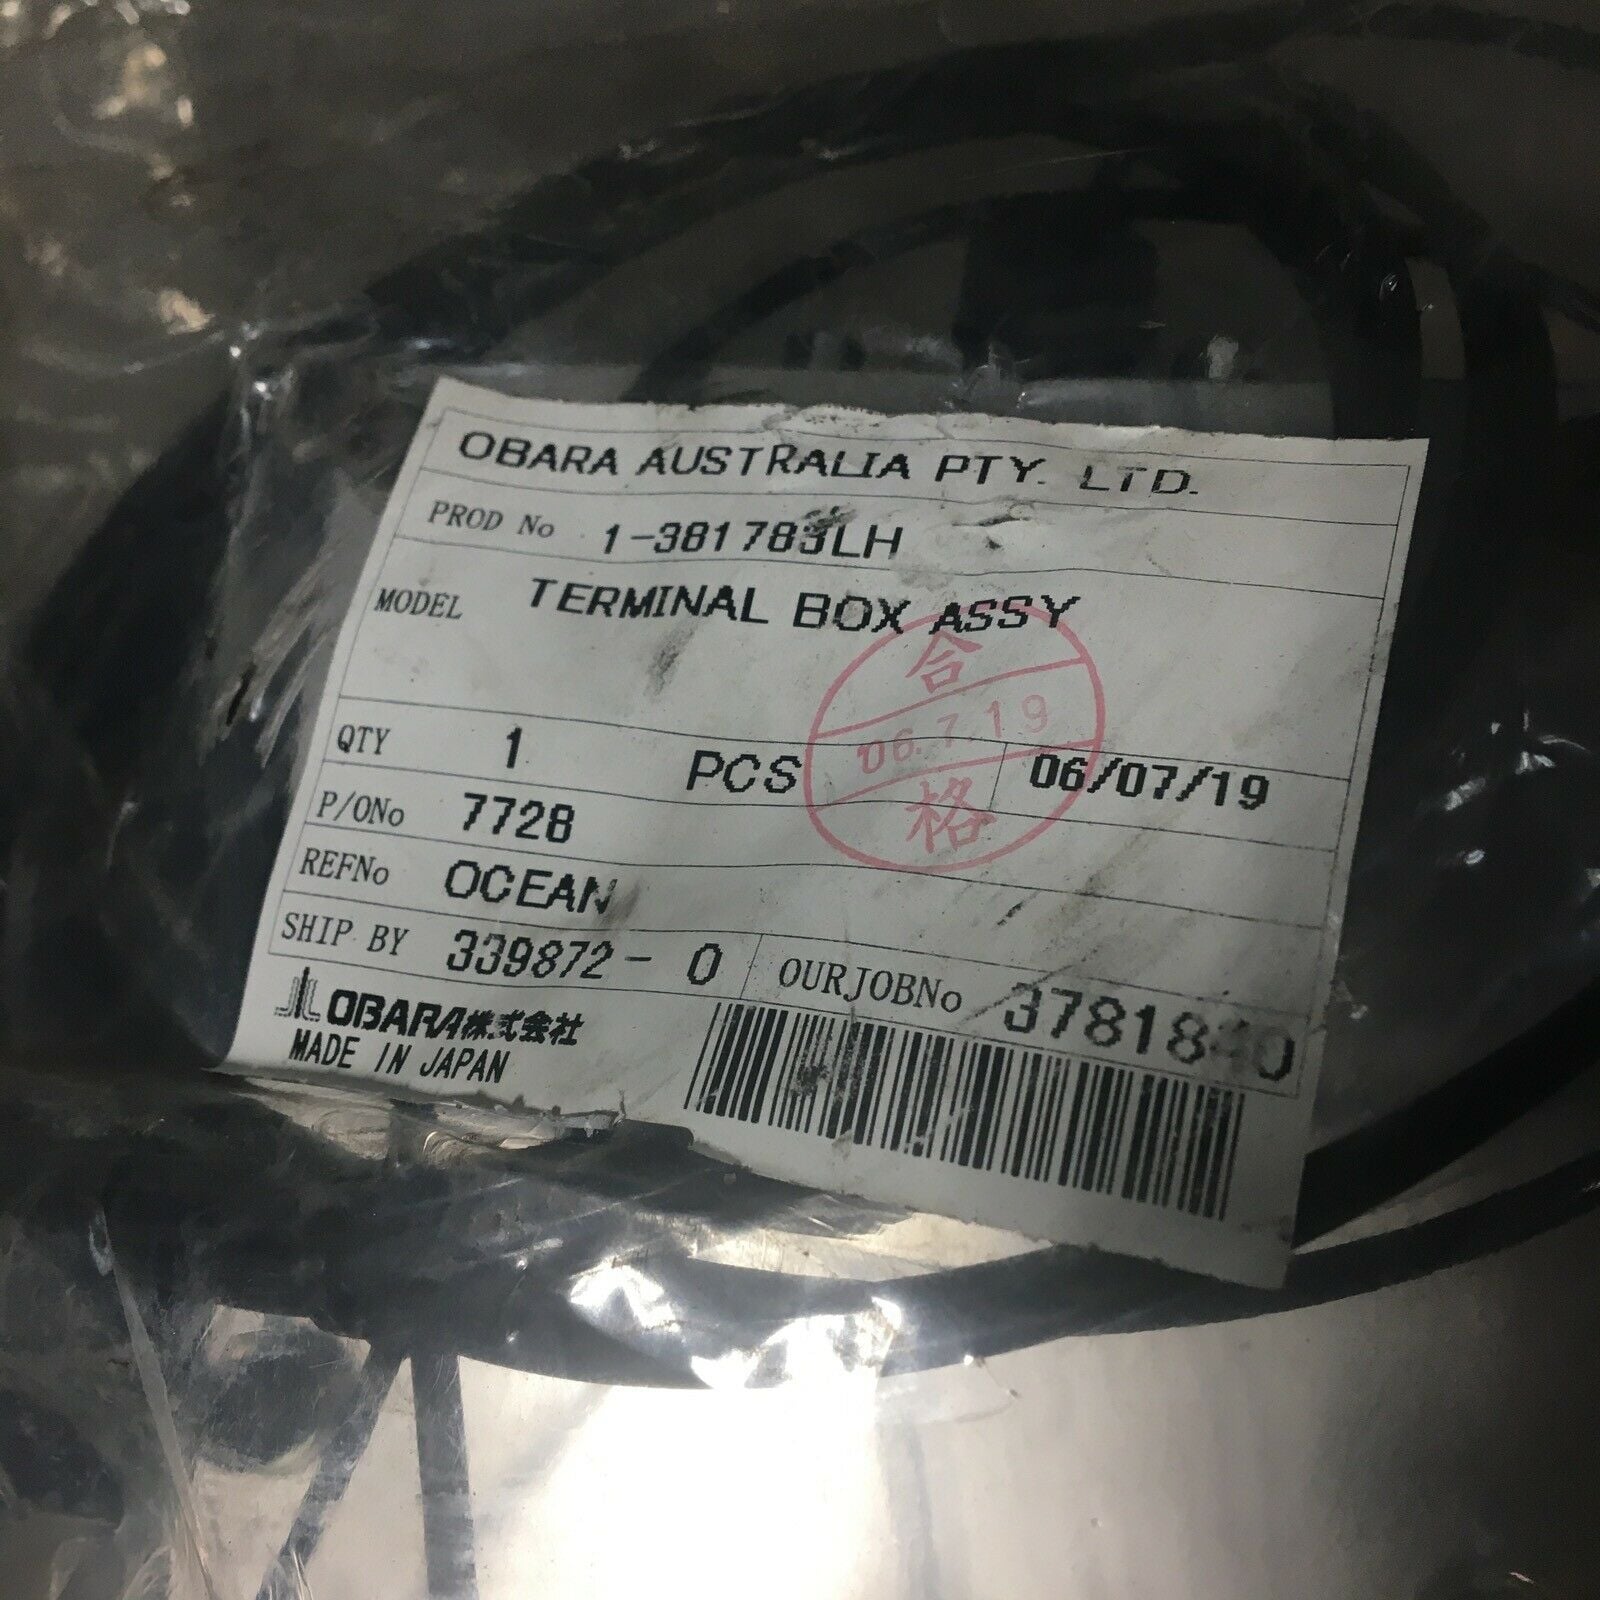 OBARA AUSTRALIA PTY. LTD.
PROD No 1-381783LH
MODEL TERMINAL BOX ASSY
合
'06.7.19
格
QTY 1 PCS 06/07/19
P/ONo 7728
REFNo OCEAN
SHIP BY 339872- 0 OURJOBNo 3781840
OBARA株式会社
MADE IN JAPAN